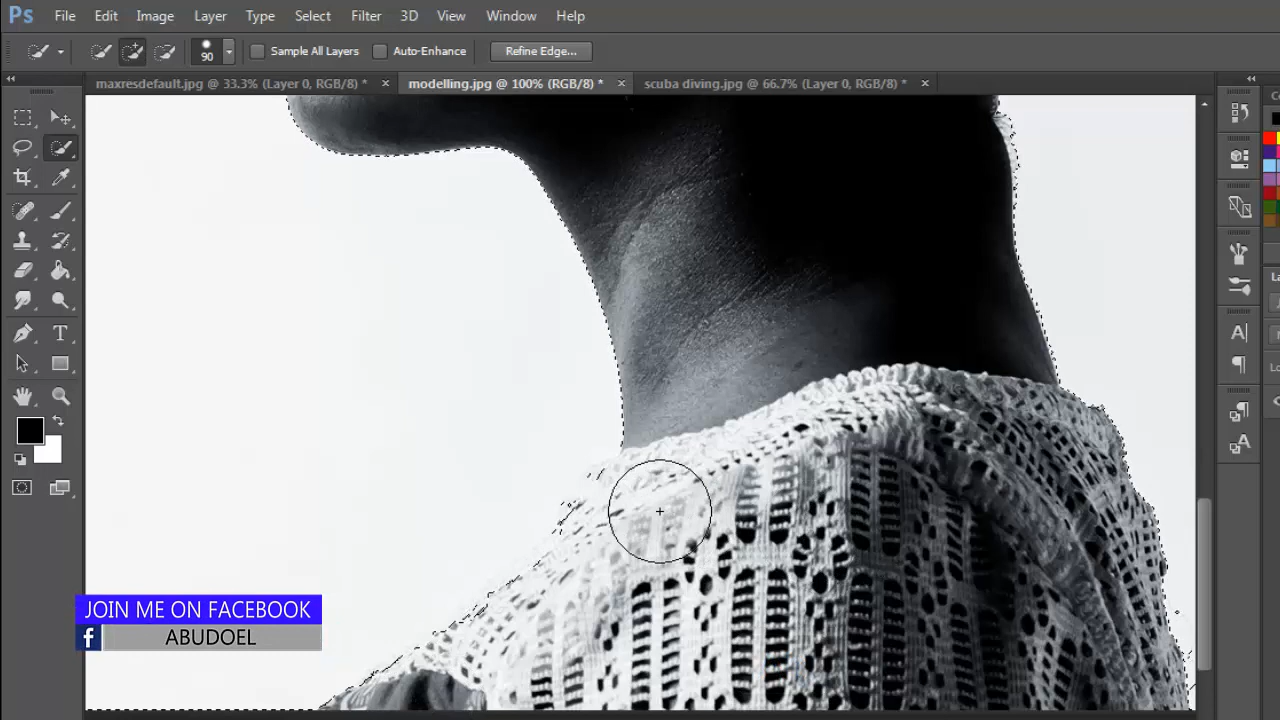 Ps File Edit Image Layer Type Select Filter 3D View Window Help
90 Sample All Layers Auto-Enhance Refine Edge...
maxresdefault.jpg @ 33.3% (Layer 0, RGB/8) * modelling.jpg @ 100% (RGB/8) * scuba diving.jpg @ 66.7% (Layer 0, RGB/8) *
JOIN ME ON FACEBOOK
f ABUDOEL